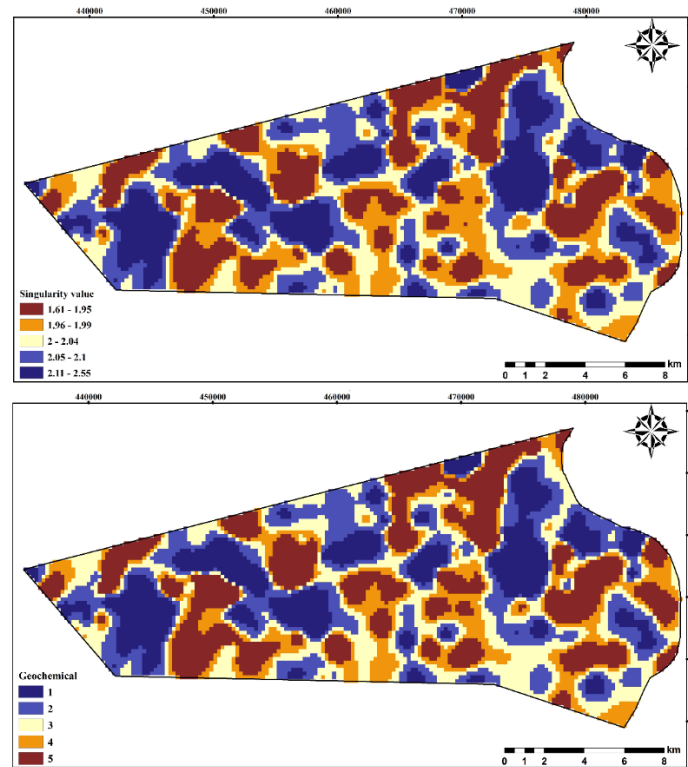 440000 450000 460000 470000 480000
N
Singularity value
1.61 - 1.95
1.96 - 1.99
2 - 2.04
2.05 - 2.1
2.11 - 2.55
km
0 1 2 4 6 8
440000 450000 460000 470000 480000
N
Geochemical
1
2
3
4
5
km
0 1 2 4 6 8